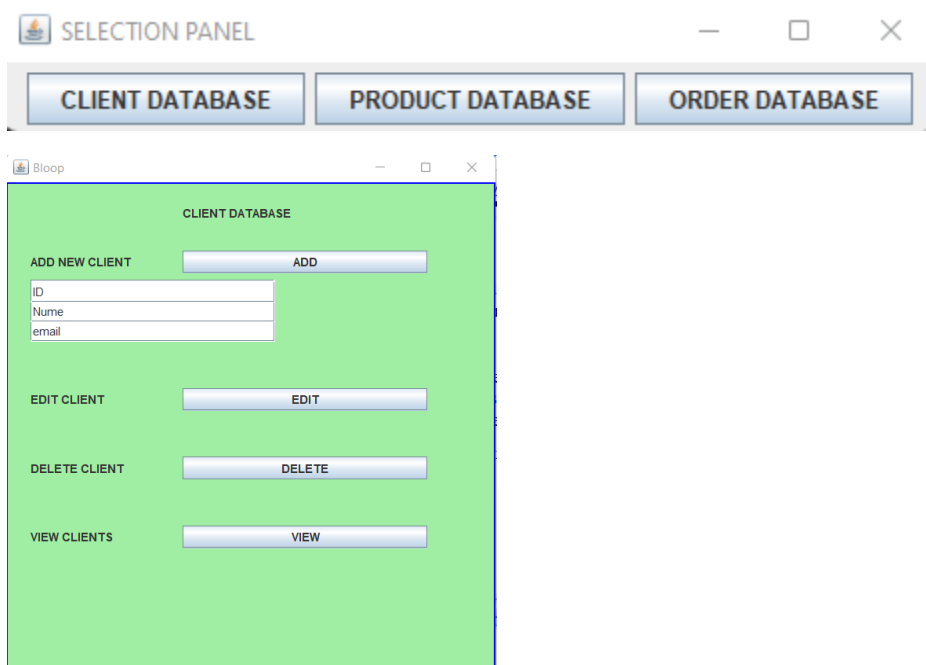 SELECTION PANEL
CLIENT DATABASE PRODUCT DATABASE ORDER DATABASE
Bloop
CLIENT DATABASE
ADD NEW CLIENT ADD
ID
Nume
email
EDIT CLIENT EDIT
DELETE CLIENT DELETE
VIEW CLIENTS VIEW